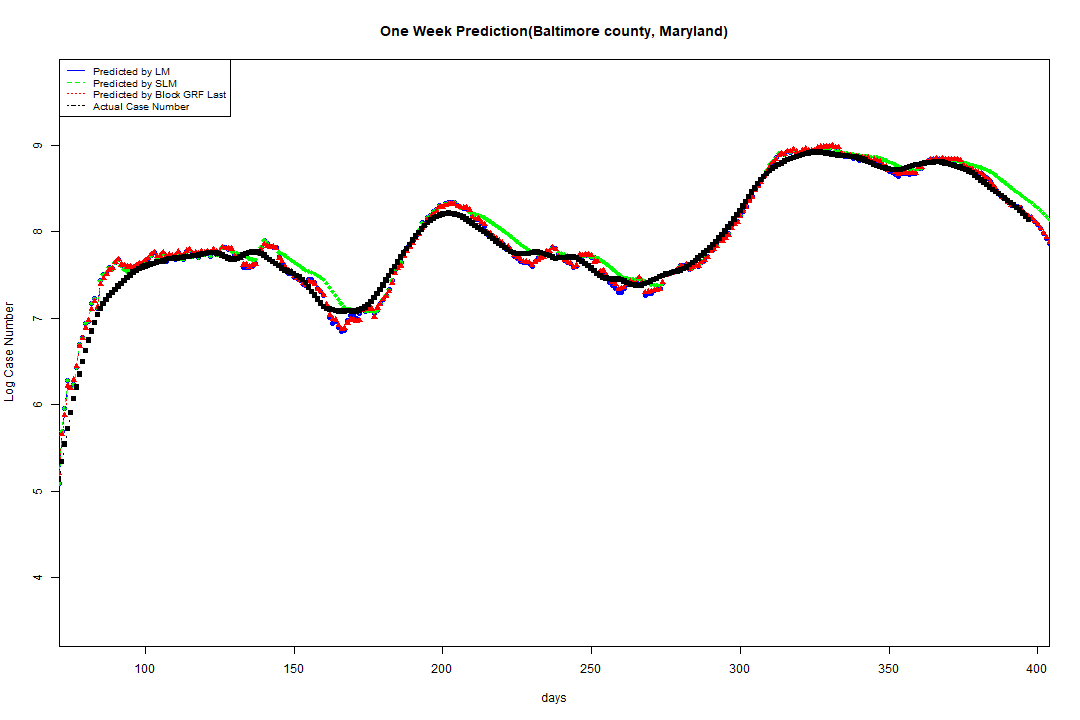 One Week Prediction(Baltimore county, Maryland)
Predicted by LM
Predicted by SLM
Predicted by Block GRF Last
Actual Case Number
9
8
7
6
5
4
Log Case Number
100 150 200 250 300 350 400
days